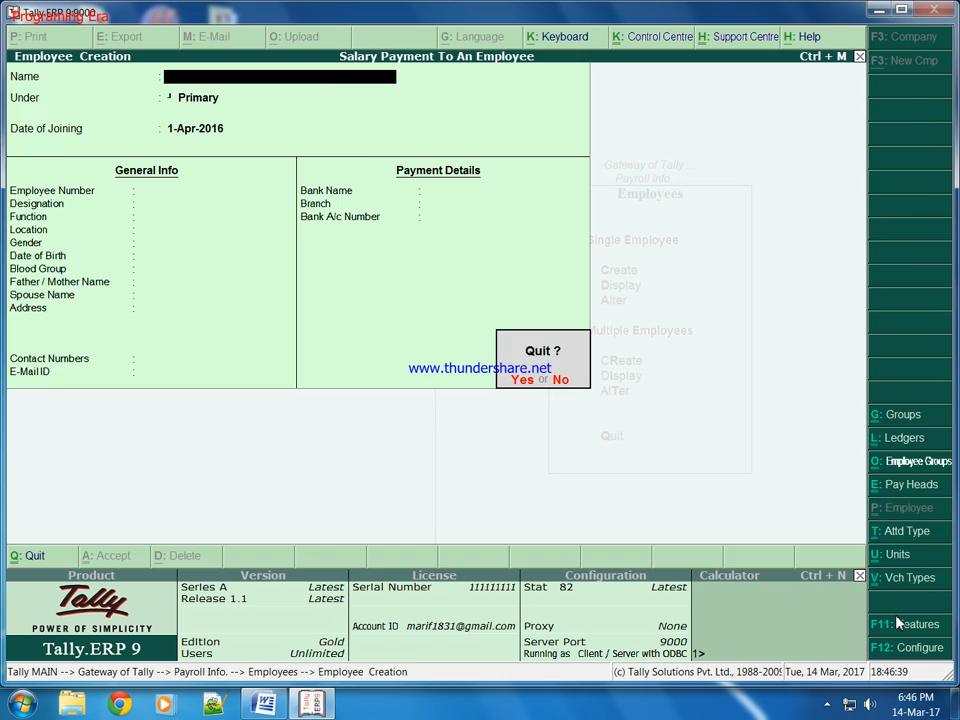 Tally.ERP 9:9000
Programing Era
P: Print
E: Export
M: E-Mail
O: Upload
G: Language
K: Keyboard
K: Control Centre
H: Support Centre
H: Help
F3: Company
F3: New Cmp
Employee Creation
Salary Payment To An Employee
Ctrl + M
Name :
Under : Primary
Date of Joining : 1-Apr-2016
General Info
Employee Number :
Designation :
Function :
Location :
Gender :
Date of Birth :
Blood Group :
Father / Mother Name :
Spouse Name :
Address :
Contact Numbers :
E-Mail ID :
Payment Details
Bank Name :
Branch :
Bank A/c Number :
Gateway of Tally ...
Payroll Info. ...
Employees
Single Employee
Create
Display
Alter
Multiple Employees
CReate
DIsplay
AlTer
Quit
Quit ?
Yes or No
www.thundershare.net
G: Groups
L: Ledgers
O: Employee Groups
E: Pay Heads
P: Employee
T: Attd Type
U: Units
V: Vch Types
F11: Features
F12: Configure
Q: Quit
A: Accept
D: Delete
Product
Tally
POWER OF SIMPLICITY
Tally.ERP 9
Version
Series A Latest
Release 1.1 Latest
Edition Gold
Users Unlimited
License
Serial Number 111111111
Account ID marif1831@gmail.com
Configuration
Stat 82 Latest
Proxy None
Server Port 9000
Running as Client / Server with ODBC
Calculator Ctrl + N
1>
Tally MAIN --> Gateway of Tally --> Payroll Info. --> Employees --> Employee Creation
(c) Tally Solutions Pvt. Ltd., 1988-2009
Tue, 14 Mar, 2017
18:46:39
6:46 PM
14-Mar-17